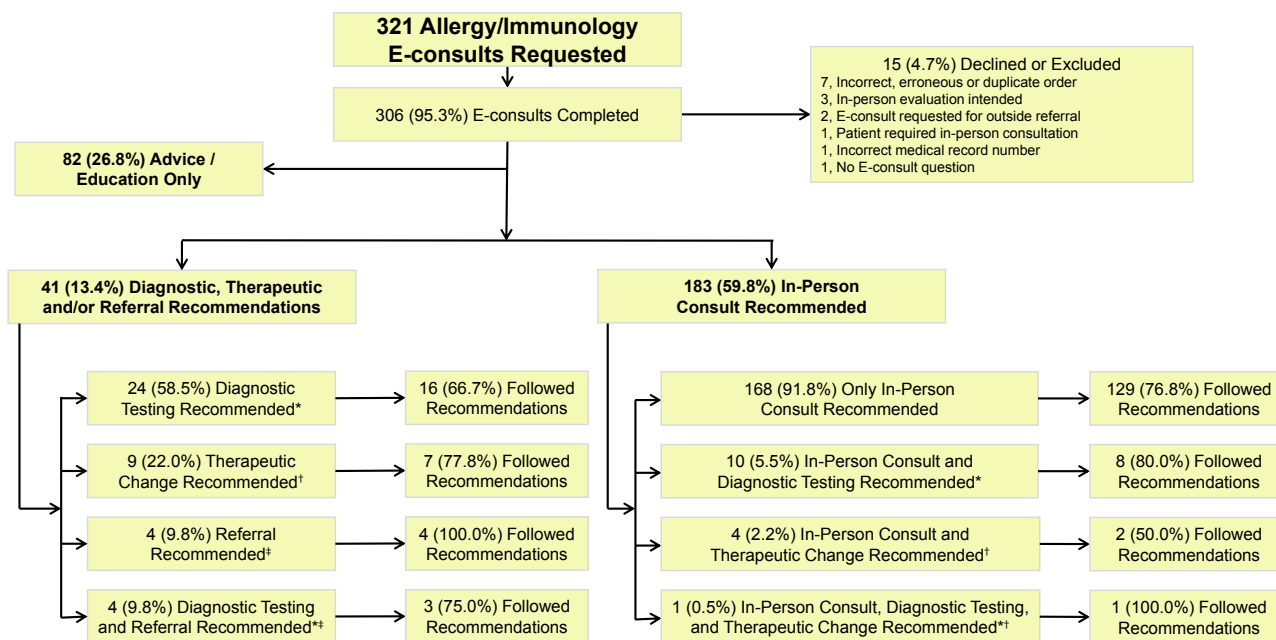 321 Allergy/Immunology
E-consults Requested
306 (95.3%) E-consults Completed
15 (4.7%) Declined or Excluded
7, Incorrect, erroneous or duplicate order
3, In-person evaluation intended
2, E-consult requested for outside referral
1, Patient required in-person consultation
1, Incorrect medical record number
1, No E-consult question
82 (26.8%) Advice /
Education Only
41 (13.4%) Diagnostic, Therapeutic
and/or Referral Recommendations
183 (59.8%) In-Person
Consult Recommended
24 (58.5%) Diagnostic
Testing Recommended*
16 (66.7%) Followed
Recommendations
9 (22.0%) Therapeutic
Change Recommended†
7 (77.8%) Followed
Recommendations
4 (9.8%) Referral
Recommended‡
4 (100.0%) Followed
Recommendations
4 (9.8%) Diagnostic Testing
and Referral Recommended*‡
3 (75.0%) Followed
Recommendations
168 (91.8%) Only In-Person
Consult Recommended
129 (76.8%) Followed
Recommendations
10 (5.5%) In-Person Consult and
Diagnostic Testing Recommended*
8 (80.0%) Followed
Recommendations
4 (2.2%) In-Person Consult and
Therapeutic Change Recommended†
2 (50.0%) Followed
Recommendations
1 (0.5%) In-Person Consult, Diagnostic Testing,
and Therapeutic Change Recommended*†
1 (100.0%) Followed
Recommendations